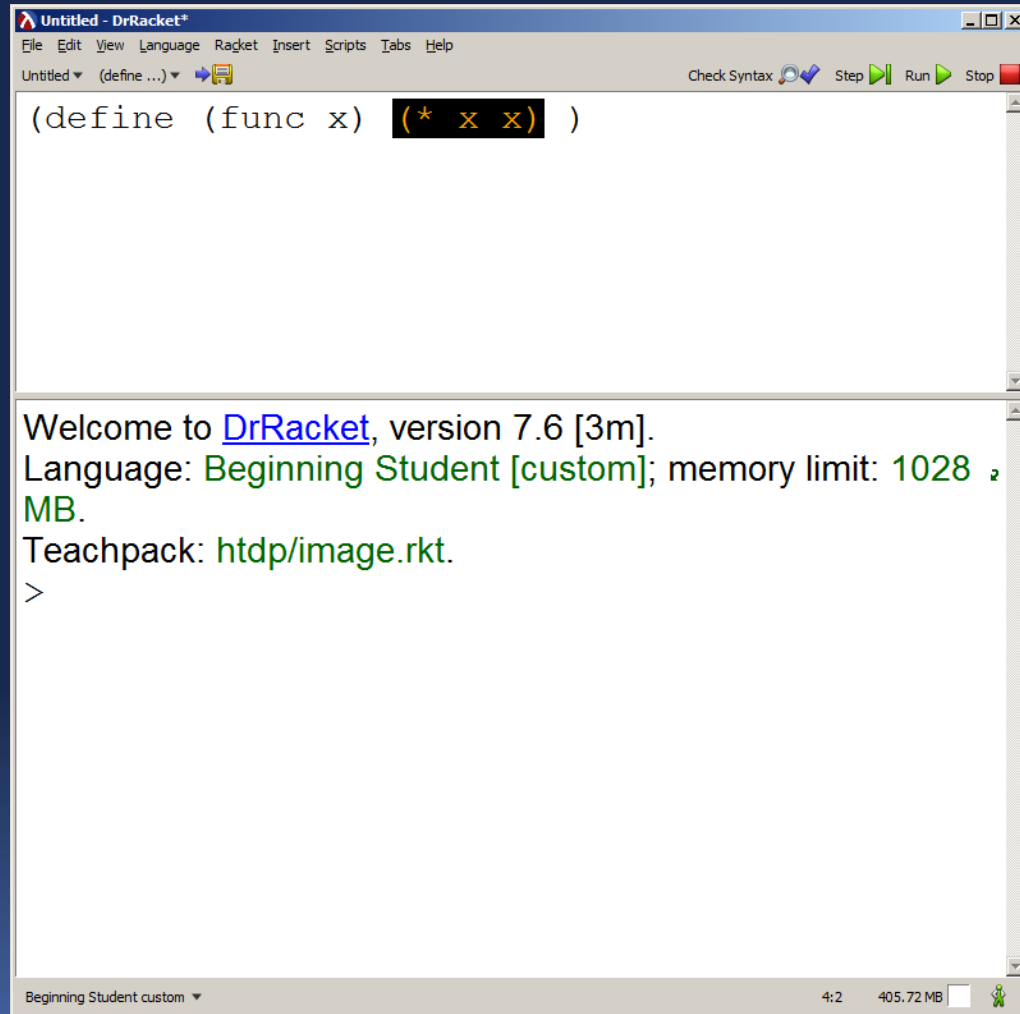 Untitled - DrRacket*
File Edit View Language Racket Insert Scripts Tabs Help
Untitled (define ...) Check Syntax Step Run Stop
(define (func x) (* x x) )
Welcome to DrRacket, version 7.6 [3m].
Language: Beginning Student [custom]; memory limit: 1028
MB.
Teachpack: htdp/image.rkt.
>
Beginning Student custom 4:2 405.72 MB